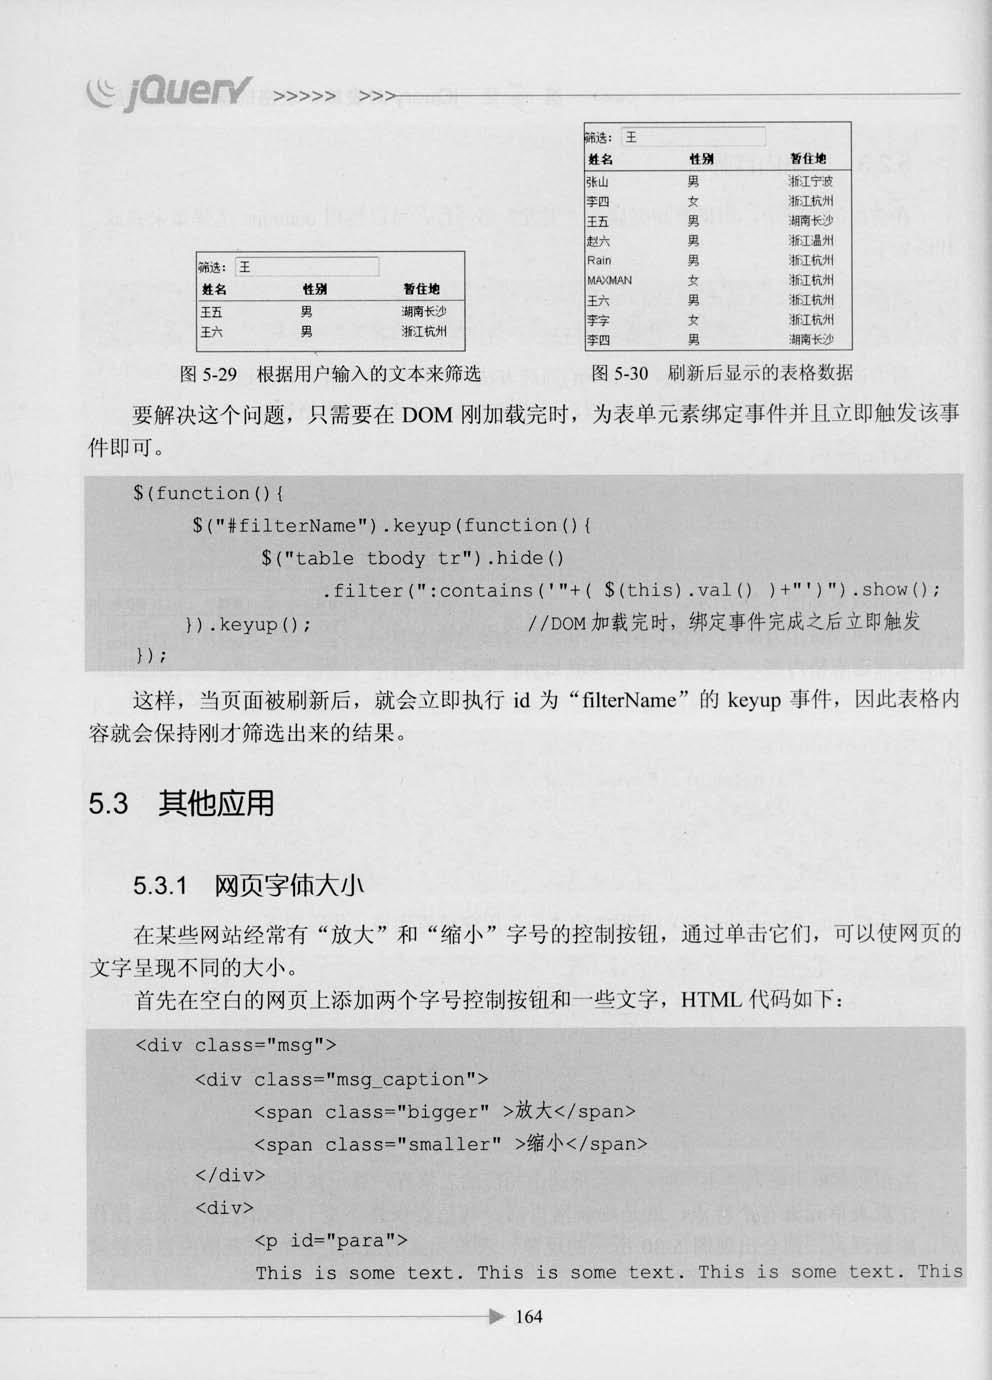 jQuery >>>>> >>>
筛选: 王
姓名 性别 暂住地
王五 男 湖南长沙
王六 男 浙江杭州
图 5-29 根据用户输入的文本来筛选
筛选: 王
姓名 性别 暂住地
张山 男 浙江宁波
李四 女 浙江杭州
王五 男 湖南长沙
赵六 男 浙江温州
Rain 男 浙江杭州
MAXMAN 女 浙江杭州
王六 男 浙江杭州
李字 女 浙江杭州
李四 男 湖南长沙
图 5-30 刷新后显示的表格数据
要解决这个问题，只需要在 DOM 刚加载完时，为表单元素绑定事件并且立即触发该事
件即可。
$(function(){
$("#filterName").keyup(function(){
$("table tbody tr").hide()
.filter(":contains('"+( $(this).val() )+"')").show();
}).keyup(); //DOM 加载完时，绑定事件完成之后立即触发
});
这样，当页面被刷新后，就会立即执行 id 为“filterName”的 keyup 事件，因此表格内
容就会保持刚才筛选出来的结果。
5.3 其他应用
5.3.1 网页字体大小
在某些网站经常有“放大”和“缩小”字号的控制按钮，通过单击它们，可以使网页的
文字呈现不同的大小。
首先在空白的网页上添加两个字号控制按钮和一些文字，HTML 代码如下：
<div class="msg">
<div class="msg_caption">
<span class="bigger" >放大</span>
<span class="smaller" >缩小</span>
</div>
<div>
<p id="para">
This is some text. This is some text. This is some text. This
164